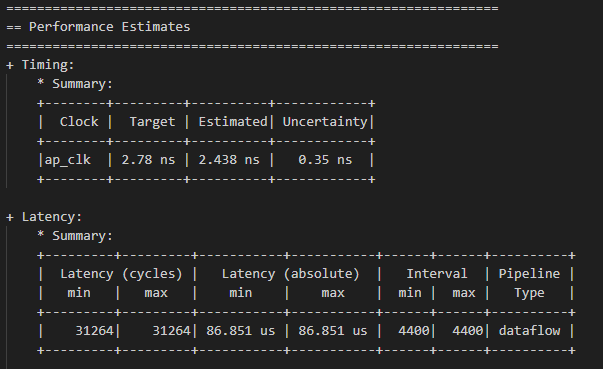 ================================================================
== Performance Estimates
================================================================
+ Timing:
    * Summary:
    +--------+---------+----------+------------+
    |  Clock |  Target | Estimated| Uncertainty|
    +--------+---------+----------+------------+
    |ap_clk  | 2.78 ns | 2.438 ns |   0.35 ns  |
    +--------+---------+----------+------------+

+ Latency:
    * Summary:
    +---------+---------+-----------+-----------+------+------+----------+
    |  Latency (cycles) |   Latency (absolute)  |   Interval  | Pipeline |
    |   min   |   max   |    min    |    max    |  min |  max |   Type   |
    +---------+---------+-----------+-----------+------+------+----------+
    |    31264|    31264| 86.851 us | 86.851 us |  4400|  4400| dataflow |
    +---------+---------+-----------+-----------+------+------+----------+